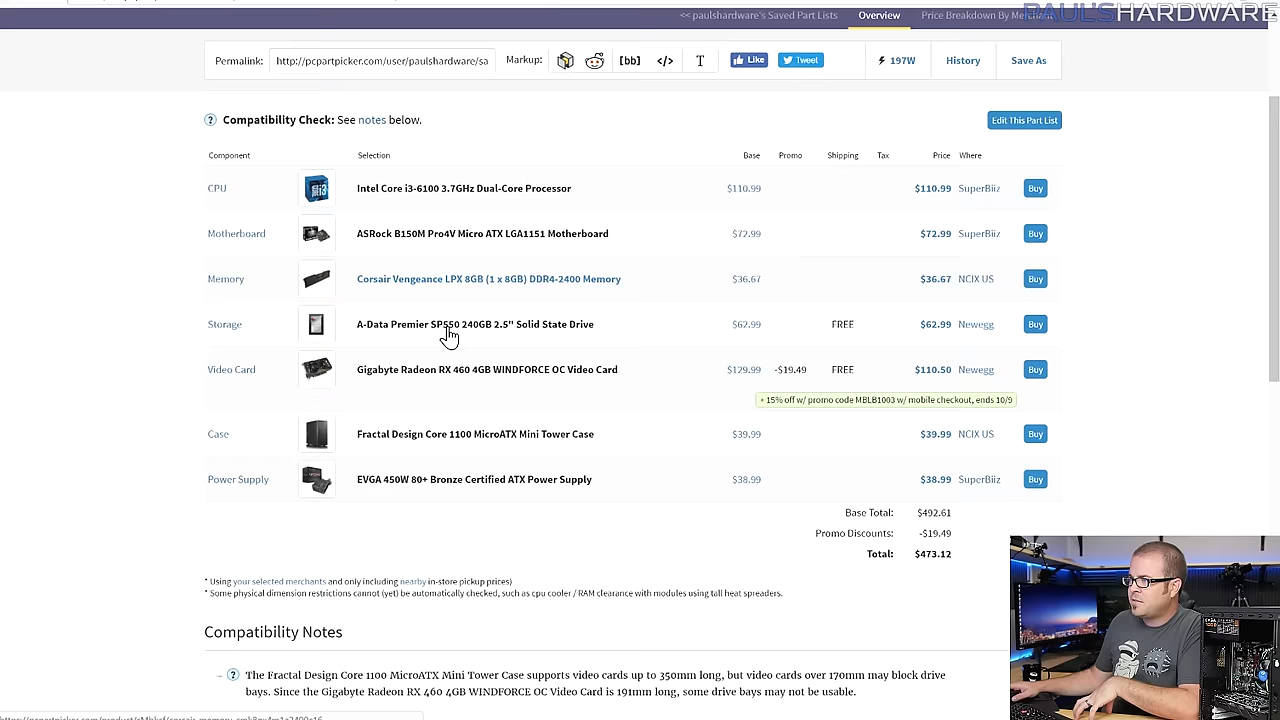 PAULSHARDWARE
<< paulshardware's Saved Part Lists Overview Price Breakdown By Merchant
Permalink: http://pcpartpicker.com/user/paulshardware/sa Markup: [bb] </> T Like Tweet 197W History Save As
? Compatibility Check: See notes below. Edit This Part List
Component Selection Base Promo Shipping Tax Price Where
CPU Intel Core i3-6100 3.7GHz Dual-Core Processor $110.99 $110.99 SuperBiiz Buy
Motherboard ASRock B150M Pro4V Micro ATX LGA1151 Motherboard $72.99 $72.99 SuperBiiz Buy
Memory Corsair Vengeance LPX 8GB (1 x 8GB) DDR4-2400 Memory $36.67 $36.67 NCIX US Buy
Storage A-Data Premier SP550 240GB 2.5" Solid State Drive $62.99 FREE $62.99 Newegg Buy
Video Card Gigabyte Radeon RX 460 4GB WINDFORCE OC Video Card $129.99 -$19.49 FREE $110.50 Newegg Buy
+ 15% off w/ promo code MBLB1003 w/ mobile checkout, ends 10/9
Case Fractal Design Core 1100 MicroATX Mini Tower Case $39.99 $39.99 NCIX US Buy
Power Supply EVGA 450W 80+ Bronze Certified ATX Power Supply $38.99 $38.99 SuperBiiz Buy
Base Total: $492.61
Promo Discounts: -$19.49
Total: $473.12
* Using your selected merchants and only including nearby in-store pickup prices)
* Some physical dimension restrictions cannot (yet) be automatically checked, such as cpu cooler / RAM clearance with modules using tall heat spreaders.
Compatibility Notes
– ? The Fractal Design Core 1100 MicroATX Mini Tower Case supports video cards up to 350mm long, but video cards over 170mm may block drive
bays. Since the Gigabyte Radeon RX 460 4GB WINDFORCE OC Video Card is 191mm long, some drive bays may not be usable.